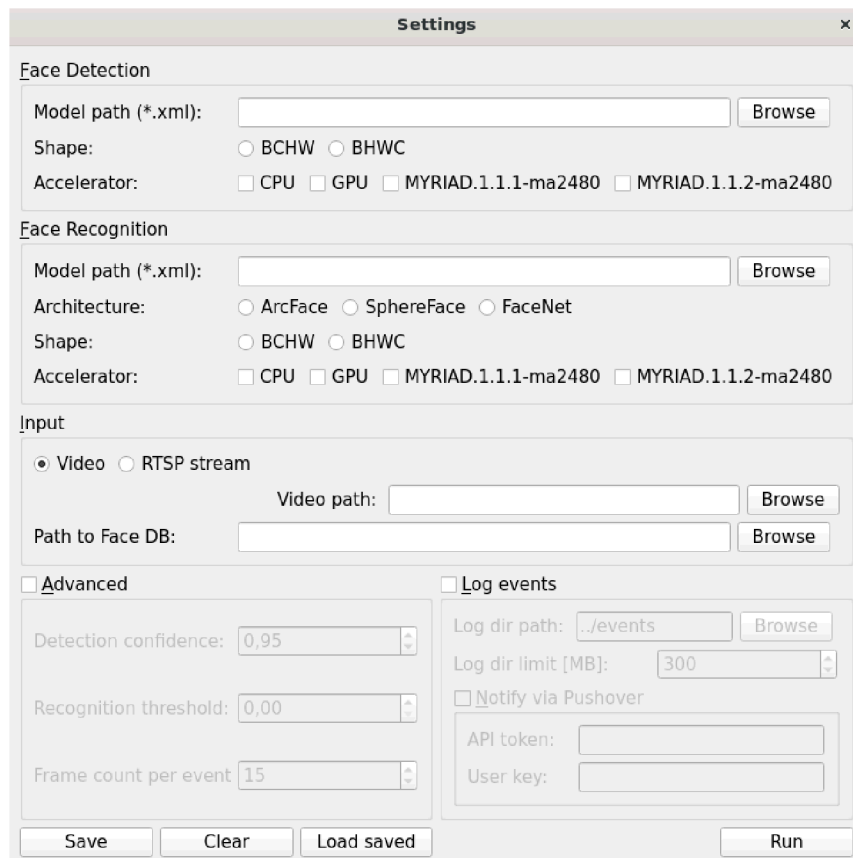 Settings ×
Face Detection
Model path (*.xml): Browse
Shape: BCHW BHWC
Accelerator: CPU GPU MYRIAD.1.1.1-ma2480 MYRIAD.1.1.2-ma2480
Face Recognition
Model path (*.xml): Browse
Architecture: ArcFace SphereFace FaceNet
Shape: BCHW BHWC
Accelerator: CPU GPU MYRIAD.1.1.1-ma2480 MYRIAD.1.1.2-ma2480
Input
Video RTSP stream
Video path: Browse
Path to Face DB: Browse
Advanced
Detection confidence: 0,95
Recognition threshold: 0,00
Frame count per event 15
Log events
Log dir path: ../events Browse
Log dir limit [MB]: 300
Notify via Pushover
API token:
User key:
Save Clear Load saved Run